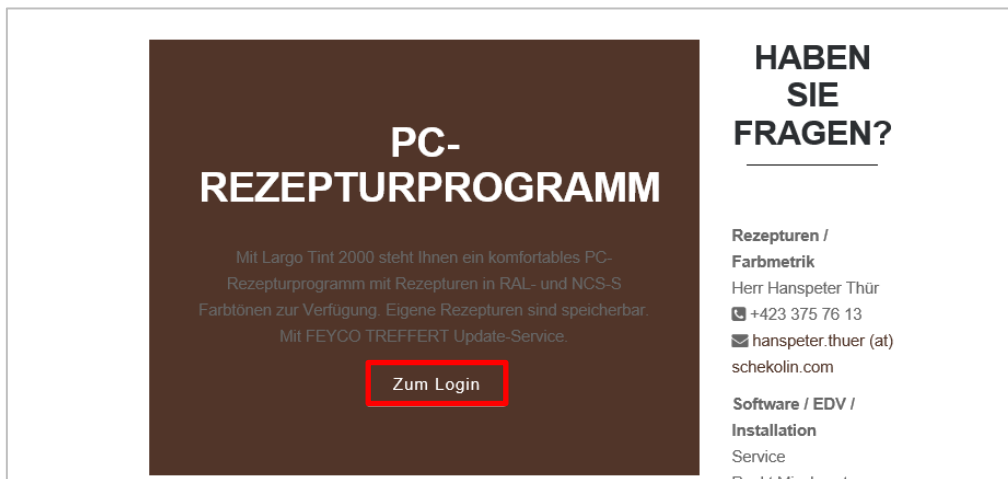 PC-
REZEPTURPROGRAMM
Mit Largo Tint 2000 steht Ihnen ein komfortables PC-
Rezepturprogramm mit Rezepturen in RAL- und NCS-S
Farbtönen zur Verfügung. Eigene Rezepturen sind speicherbar.
Mit FEYCO TREFFERT Update-Service.
Zum Login
HABEN
SIE
FRAGEN?
Rezepturen /
Farbmetrik
Herr Hanspeter Thür
+423 375 76 13
hanspeter.thuer (at)
schekolin.com
Software / EDV /
Installation
Service